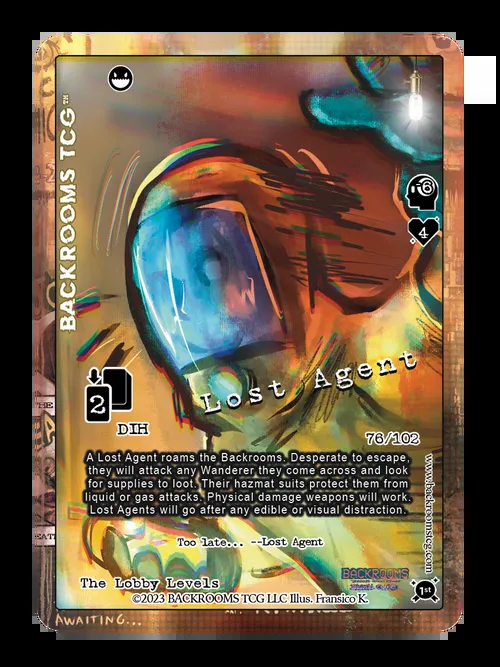 BACKROOMS TCG™
6
4
Lost Agent
2
DIH
76/102
A Lost Agent roams the Backrooms. Desperate to escape,
they will attack any Wanderer they come across and look
for supplies to loot. Their hazmat suits protect them from
liquid or gas attacks. Physical damage weapons will work.
Lost Agents will go after any edible or visual distraction.
www.backroomstcg.com
Too late... --Lost Agent
BACKROOMS
The Lobby Levels
1st
©2023 BACKROOMS TCG LLC Illus. Fransico K.
AWAITING...